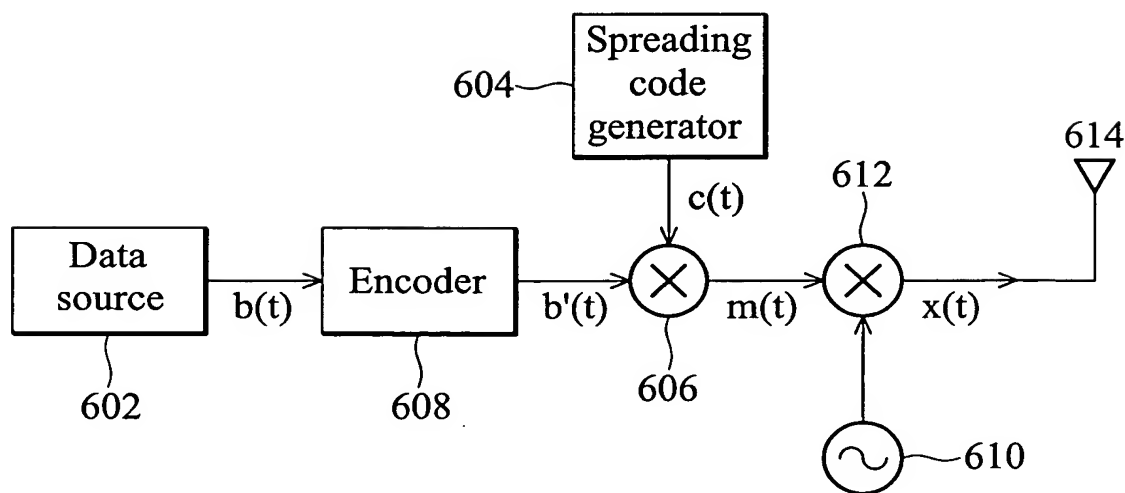 Spreading
code
generator
604
614
612
c(t)
Data
source
b(t)
Encoder
b'(t)
m(t)
x(t)
602
608
606
610